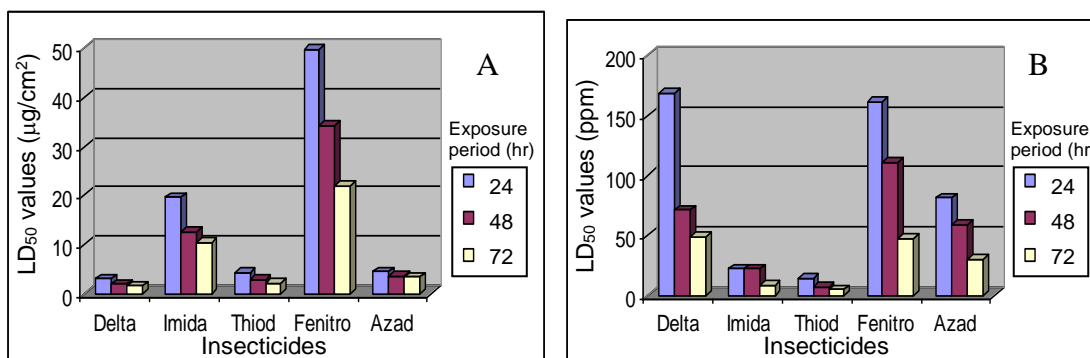 A
LD50 values (µg/cm²)
50
40
30
20
10
0
Delta Imida Thiod Fenitro Azad
Insecticides
Exposure
period (hr)
24
48
72
B
LD50 values (ppm)
200
150
100
50
0
Delta Imida Thiod Fenitro Azad
Insecticides
Exposure
period (hr)
24
48
72